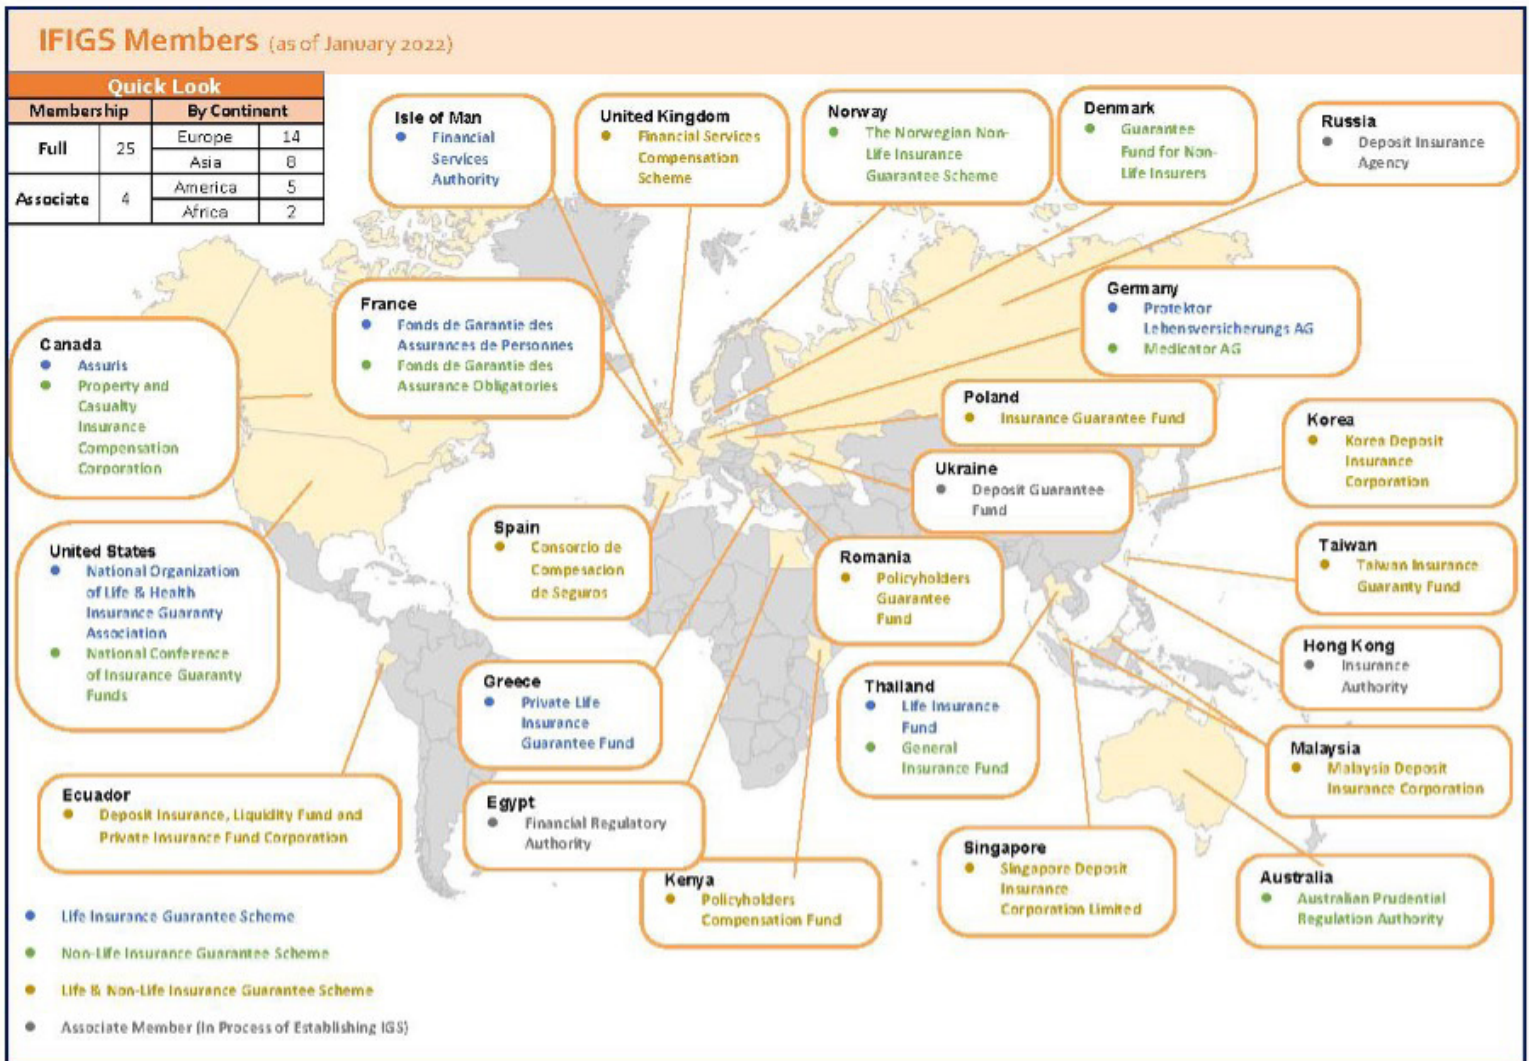 IFIGS Members (as of January 2022)
Quick Look
Membership By Continent
Full 25
Associate 4
Europe 14
Asia 8
America 5
Africa 2
Isle of Man
Financial
Services
Authority
United Kingdom
Financial Services
Compensation
Scheme
Norway
The Norwegian Non-
Life Insurance
Guarantee Scheme
Denmark
Guarantee
Fund for Non-
Life Insurers
Russia
Deposit Insurance
Agency
France
Fonds de Garantie des
Assurances de Personnes
Fonds de Garantie des
Assurance Obligatories
Germany
Protektor
Lebensversicherungs AG
Medicator AG
Canada
Assuris
Property and
Casualty
Insurance
Compensation
Corporation
Poland
Insurance Guarantee Fund
Korea
Korea Deposit
Insurance
Corporation
Ukraine
Deposit Guarantee
Fund
Spain
Consorcio de
Compesacion
de Seguros
Romania
Policyholders
Guarantee
Fund
Taiwan
Taiwan Insurance
Guaranty Fund
United States
National Organization
of Life & Health
Insurance Guaranty
Association
National Conference
of Insurance Guaranty
Funds
Hong Kong
Insurance
Authority
Greece
Private Life
Insurance
Guarantee Fund
Thailand
Life Insurance
Fund
General
Insurance Fund
Malaysia
Malaysia Deposit
Insurance Corporation
Ecuador
Deposit Insurance, Liquidity Fund and
Private Insurance Fund Corporation
Egypt
Financial Regulatory
Authority
Kenya
Policyholders
Compensation Fund
Singapore
Singapore Deposit
Insurance
Corporation Limited
Australia
Australian Prudential
Regulation Authority
Life Insurance Guarantee Scheme
Non-Life Insurance Guarantee Scheme
Life & Non-Life Insurance Guarantee Scheme
Associate Member (In Process of Establishing IGS)